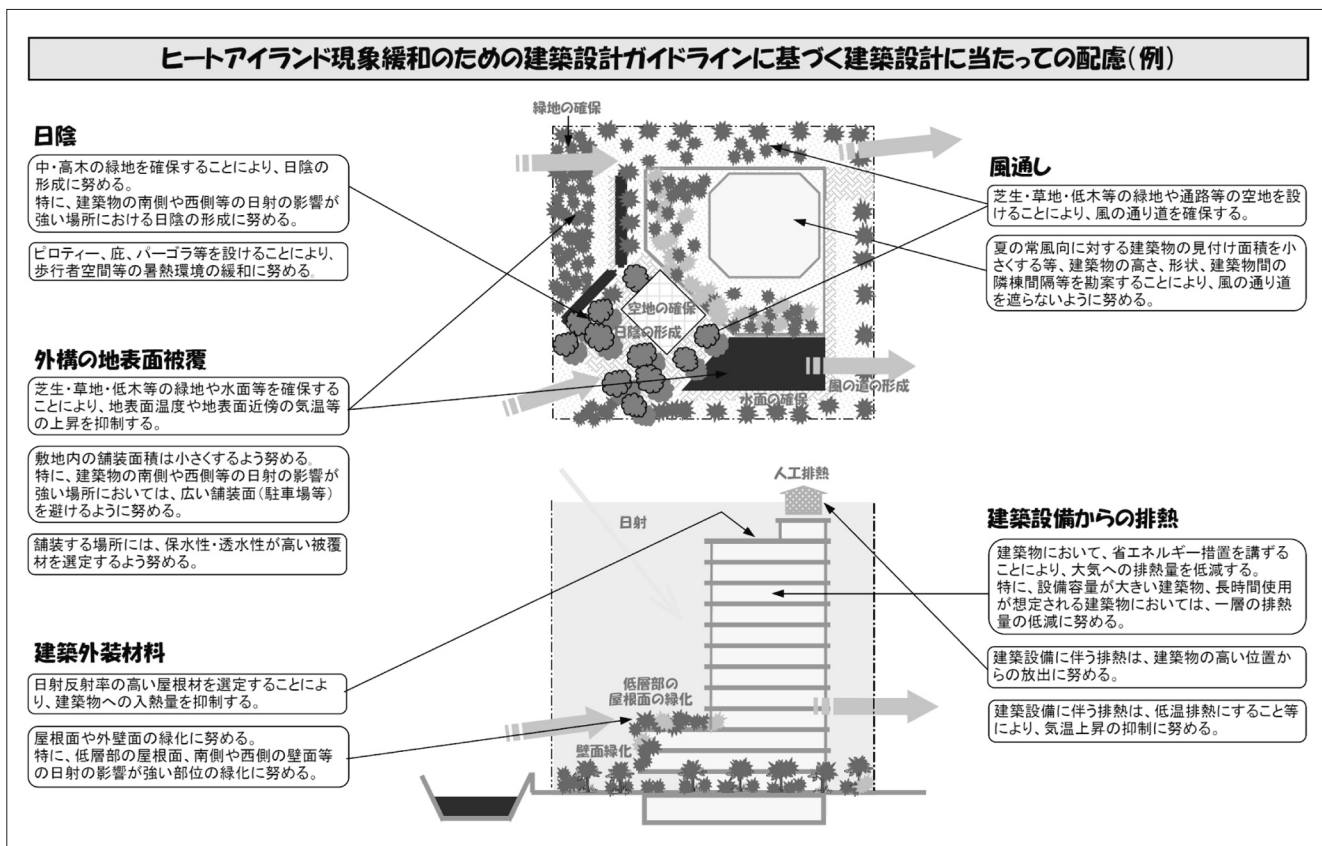 ヒートアイランド現象緩和のための建築設計ガイドラインに基づく建築設計に当たっての配慮(例)
日陰
中・高木の緑地を確保することにより、日陰の
形成に努める。
特に、建築物の南側や西側等の日射の影響が
強い場所における日陰の形成に努める。
ピロティー、庇、パーゴラ等を設けることにより、
歩行者空間等の暑熱環境の緩和に努める。
外構の地表面被覆
芝生・草地・低木等の緑地や水面等を確保する
ことにより、地表面温度や地表面近傍の気温等
の上昇を抑制する。
敷地内の舗装面積は小さくするよう努める。
特に、建築物の南側や西側等の日射の影響が
強い場所においては、広い舗装面(駐車場等)
を避けるように努める。
舗装する場所には、保水性・透水性が高い被覆
材を選定するよう努める。
建築外装材料
日射反射率の高い屋根材を選定することによ
り、建築物への入熱量を抑制する。
屋根面や外壁面の緑化に努める。
特に、低層部の屋根面、南側や西側の壁面等
の日射の影響が強い部位の緑化に努める。
緑地の確保
空地の確保
日陰の形成
風の道の形成
水面の確保
人工排熱
日射
低層部の
屋根面の緑化
壁面緑化
風通し
芝生・草地・低木等の緑地や通路等の空地を設
けることにより、風の通り道を確保する。
夏の常風向に対する建築物の見付け面積を小
さくする等、建築物の高さ、形状、建築物間の
隣棟間隔等を勘案することにより、風の通り道
を遮らないように努める。
建築設備からの排熱
建築物において、省エネルギー措置を講ずる
ことにより、大気への排熱量を低減する。
特に、設備容量が大きい建築物、長時間使用
が想定される建築物においては、一層の排熱
量の低減に努める。
建築設備に伴う排熱は、建築物の高い位置か
らの放出に努める。
建築設備に伴う排熱は、低温排熱にすること等
により、気温上昇の抑制に努める。